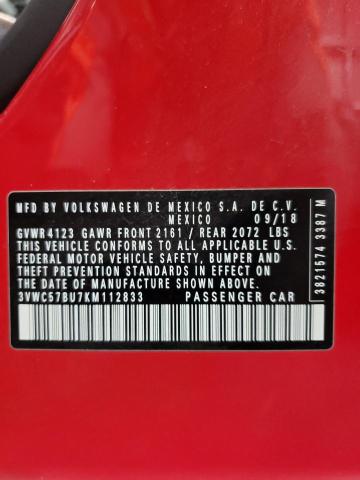 MFD BY VOLKSWAGEN DE MEXICO S.A. DE C.V.
MEXICO 09/18
GVWR 4123 GAWR FRONT 2161 / REAR 2072 LBS
THIS VEHICLE CONFORMS TO ALL APPLICABLE U.S.
FEDERAL MOTOR VEHICLE SAFETY, BUMPER AND
THEFT PREVENTION STANDARDS IN EFFECT ON
THE DATE OF MANUFACTURE SHOWN ABOVE.
3VWC57BU7KM112833 PASSENGER CAR
3821574 3387 M